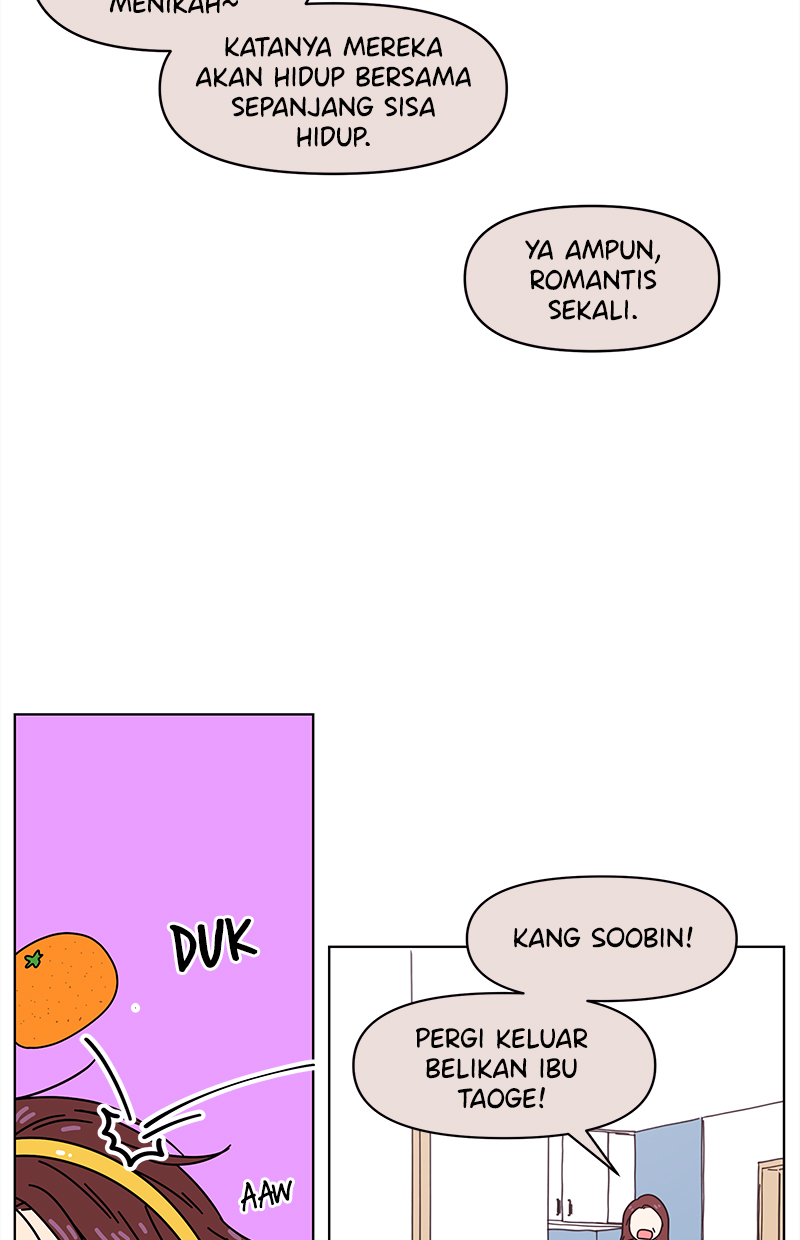 MENIKAH~
KATANYA MEREKA
AKAN HIDUP BERSAMA
SEPANJANG SISA
HIDUP.
YA AMPUN,
ROMANTIS
SEKALI.
DUK
AAW
KANG SOOBIN!
PERGI KELUAR
BELIKAN IBU
TAOGE!